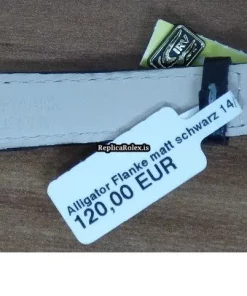 ReplicaRolex.is
Alligator Flanke matt schwarz 14
120,00 EUR